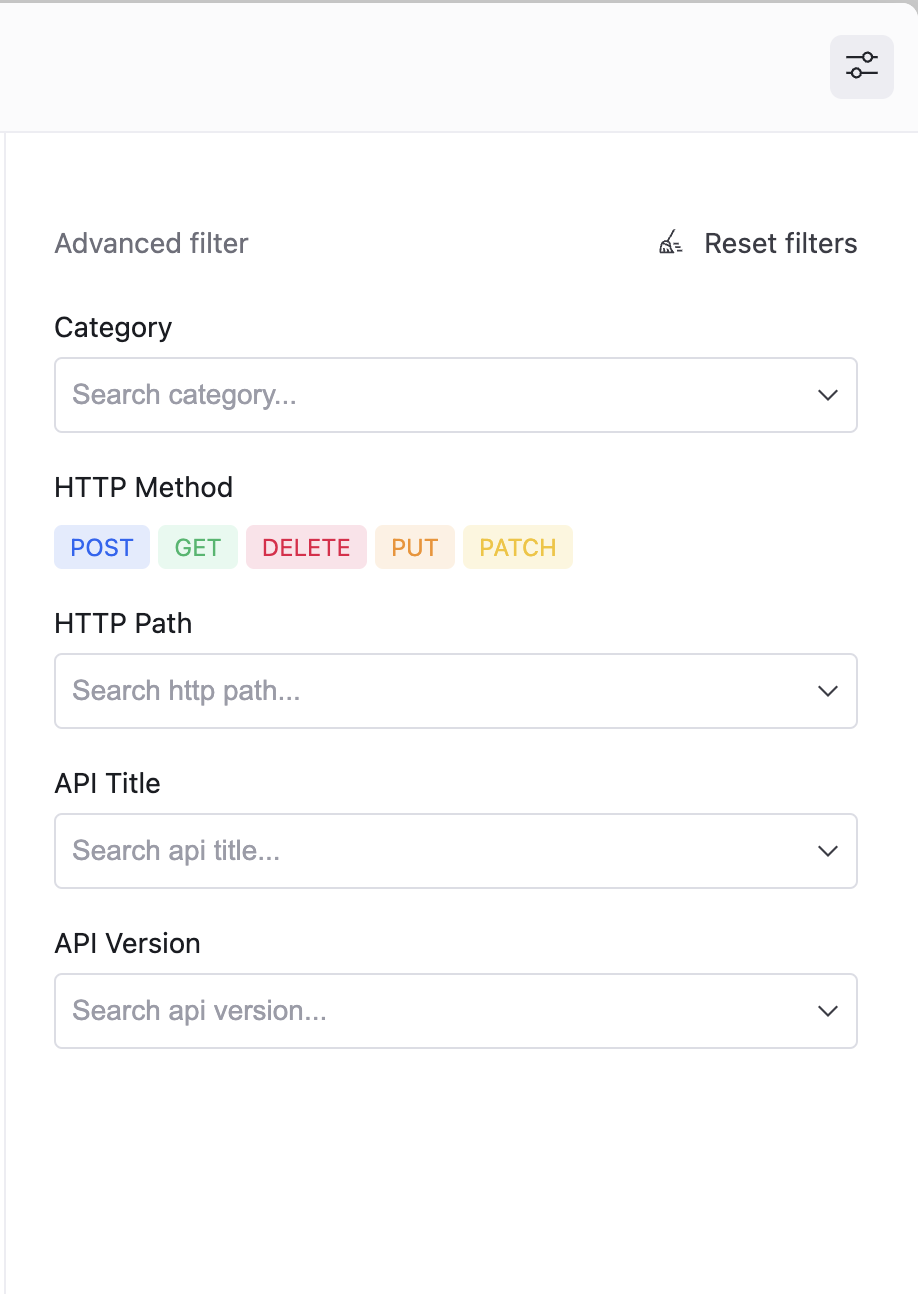 Advanced filter
Reset filters
Category
Search category...
HTTP Method
POST GET DELETE PUT PATCH
HTTP Path
Search http path...
API Title
Search api title...
API Version
Search api version...